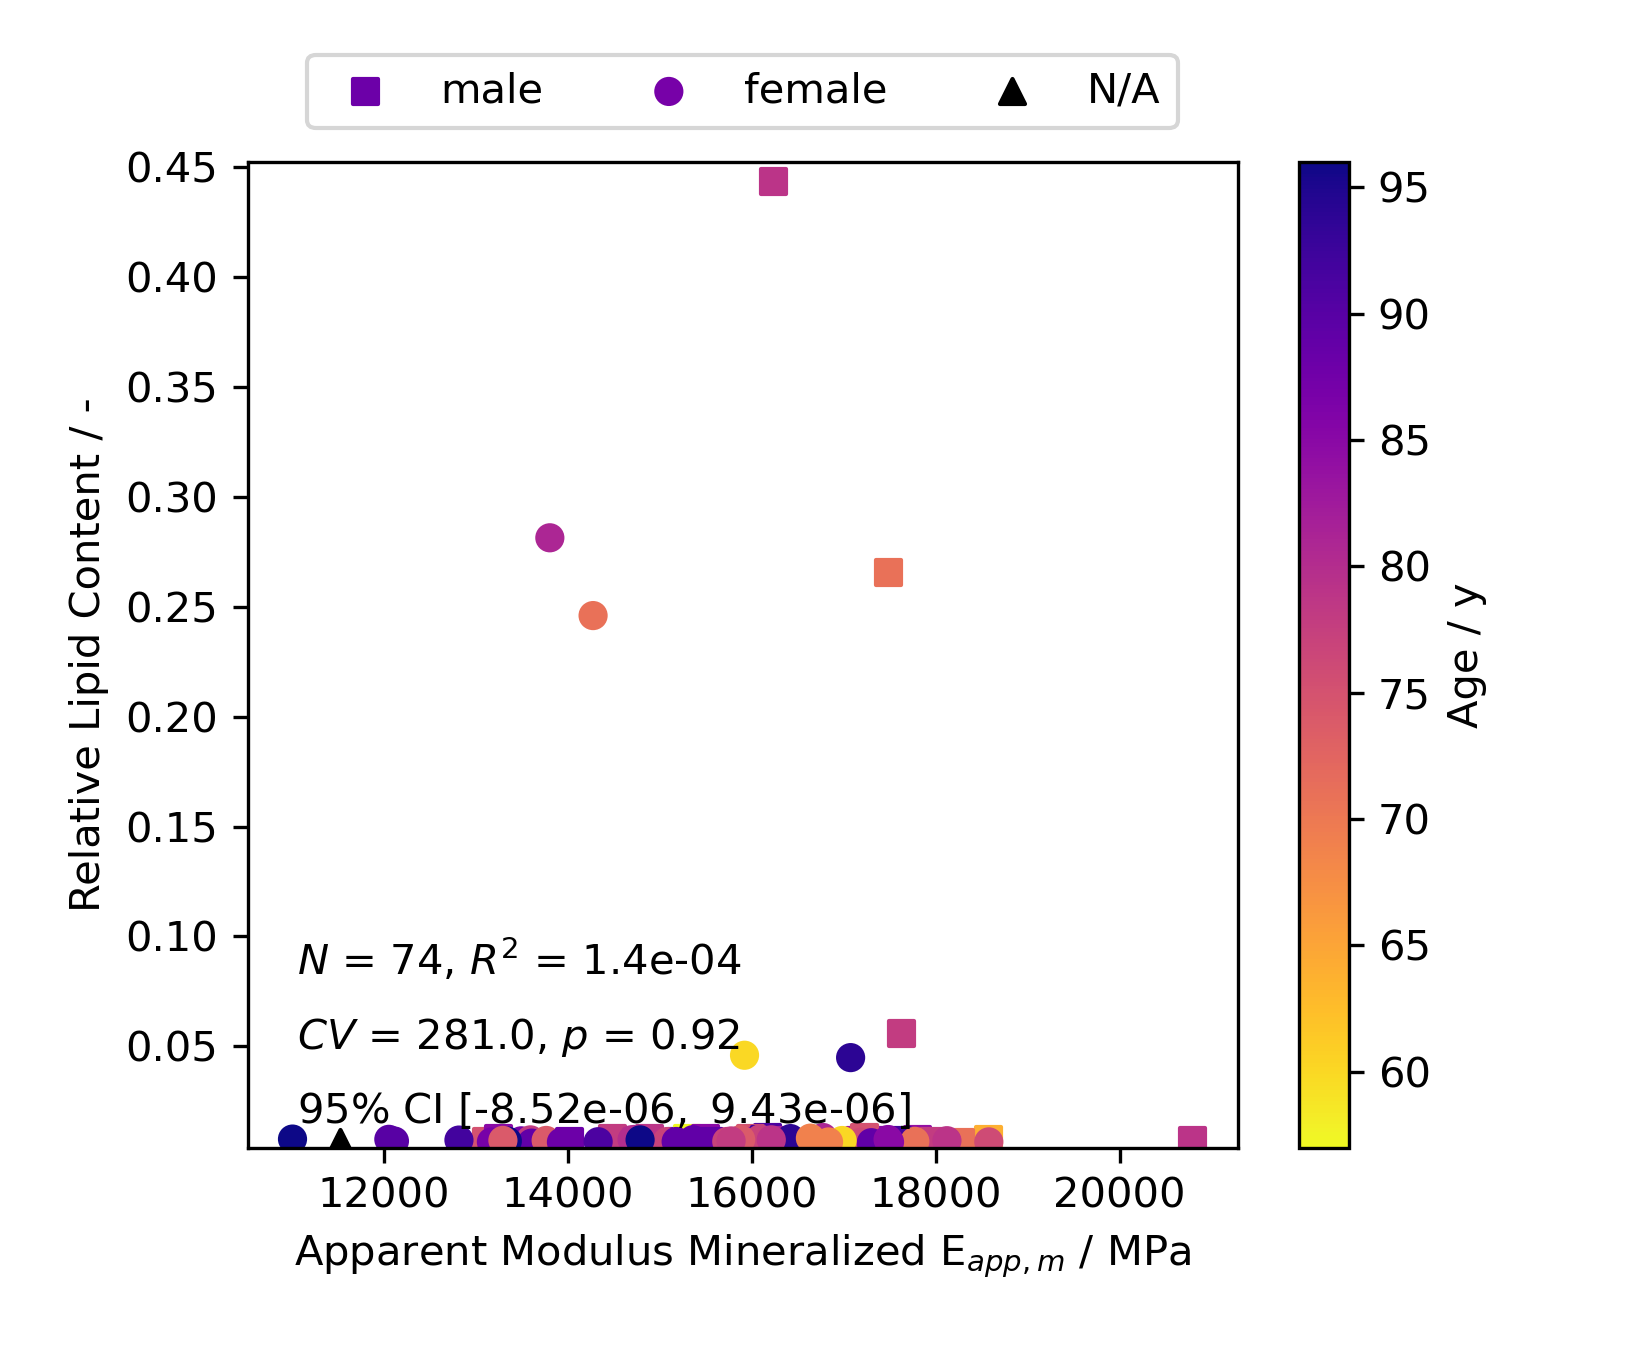 male female N/A
0.45
0.40
0.35
0.30
0.25
0.20
0.15
0.10
0.05
Relative Lipid Content / -
N = 74, R² = 1.4e-04
CV = 281.0, p = 0.92
95% CI [-8.52e-06, 9.43e-06]
12000 14000 16000 18000 20000
Apparent Modulus Mineralized E_app,m / MPa
95
90
85
80
75
70
65
60
Age / y